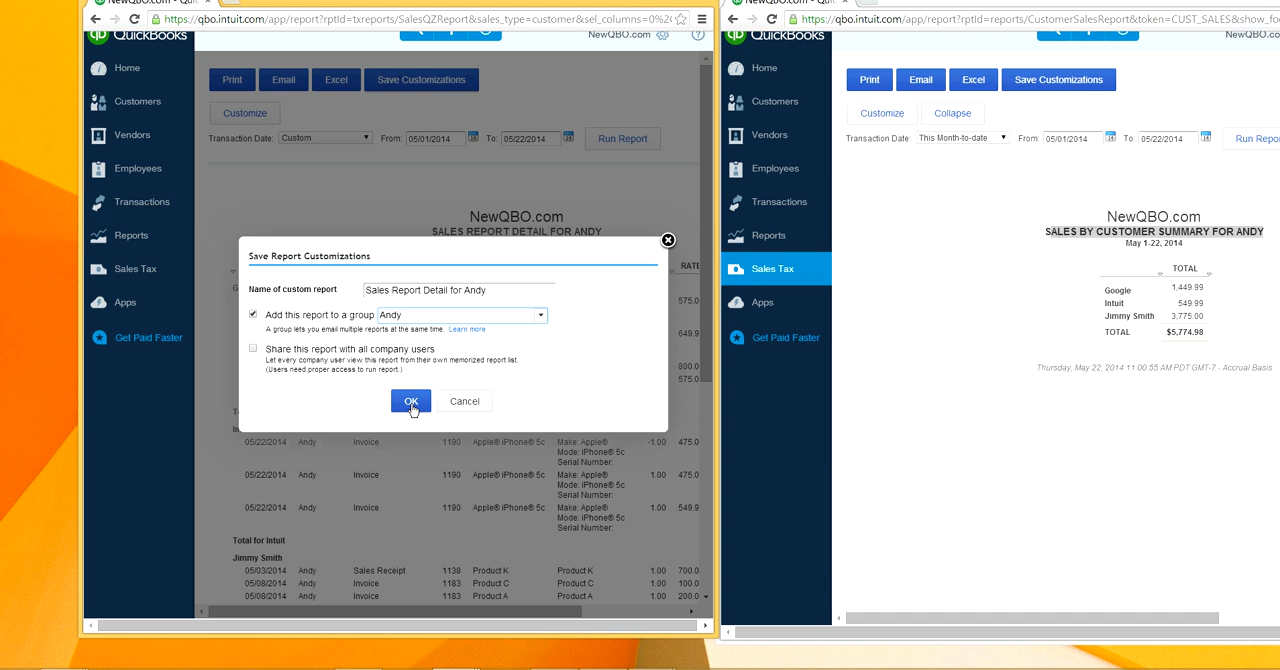 NewQBO.com - Quic
https://qbo.intuit.com/app/report?rptId=txreports/SalesQZReport&sales_type=customer&sel_columns=0%2
QuickBooks
NewQBO.com
Home
Customers
Vendors
Employees
Transactions
Reports
Sales Tax
Apps
Get Paid Faster
Print
Email
Excel
Save Customizations
Customize
Transaction Date: Custom From: 05/01/2014 To: 05/22/2014 Run Report
NewQBO.com
SALES REPORT DETAIL FOR ANDY
RATE
575.0
649.9
800.0
575.0
Save Report Customizations
Name of custom report Sales Report Detail for Andy
Add this report to a group Andy
A group lets you email multiple reports at the same time. Learn more
Share this report with all company users
Let every company user view this report from their own memorized report list.
(Users need proper access to run report.)
OK Cancel
05/22/2014 Andy Invoice 1190 Apple® iPhone® 5c Make: Apple® -1.00 475.0
Mode: iPhone® 5c
Serial Number:
05/22/2014 Andy Invoice 1190 Apple® iPhone® 5c Make: Apple® 1.00 475.0
Mode: iPhone® 5c
Serial Number:
05/22/2014 Andy Invoice 1190 Apple® iPhone® 5c Make: Apple® 1.00 549.9
Mode: iPhone® 5c
Serial Number:
Total for Intuit
Jimmy Smith
05/03/2014 Andy Sales Receipt 1138 Product K Product K 1.00 700.0
05/08/2014 Andy Invoice 1183 Product C Product C 1.00 100.0
05/08/2014 Andy Invoice 1183 Product A Product A 1.00 200.0
NewQBO.com - Quic
https://qbo.intuit.com/app/report?rptId=reports/CustomerSalesReport&token=CUST_SALES&show_fo
QuickBooks
NewQBO.co
Home
Customers
Vendors
Employees
Transactions
Reports
Sales Tax
Apps
Get Paid Faster
Print
Email
Excel
Save Customizations
Customize
Collapse
Transaction Date: This Month-to-date From: 05/01/2014 To: 05/22/2014 Run Repor
NewQBO.com
SALES BY CUSTOMER SUMMARY FOR ANDY
May 1-22, 2014
TOTAL
Google 1,449.99
Intuit 549.99
Jimmy Smith 3,775.00
TOTAL $5,774.98
Thursday, May 22, 2014 11:00:55 AM PDT GMT-7 - Accrual Basis